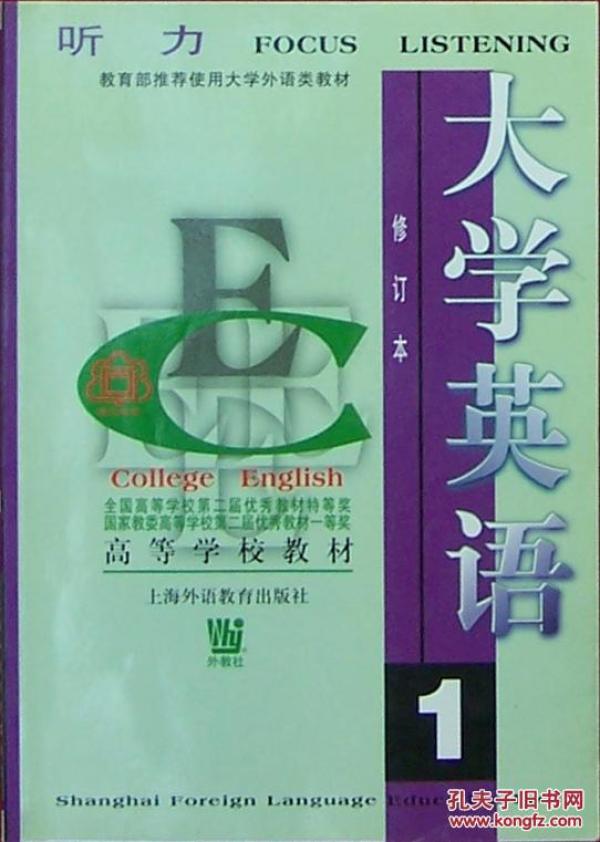 听力 FOCUS LISTENING
教育部推荐使用大学外语类教材
大学英语
修订本
E
C
College English
全国高等学校第二届优秀教材特等奖
国家教委高等学校第二届优秀教材一等奖
高等学校教材
上海外语教育出版社
Why
外教社
1
Shanghai Foreign Language Educ
孔夫子旧书网
www.kongfz.com